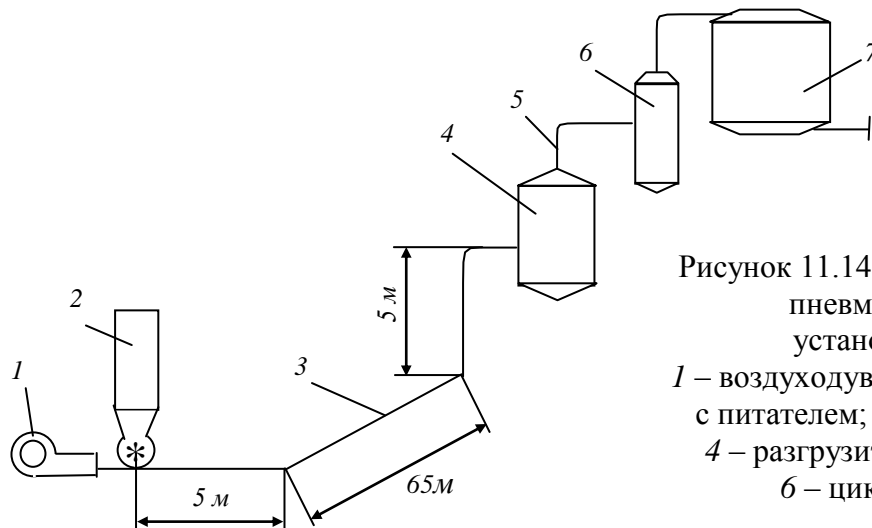 6
7
5
4
2
1
3
5 м
5 м
65м
Рисунок 11.14
пневм
устано
1 – воздуходув
с питателем;
4 – разгрузит
6 – цик